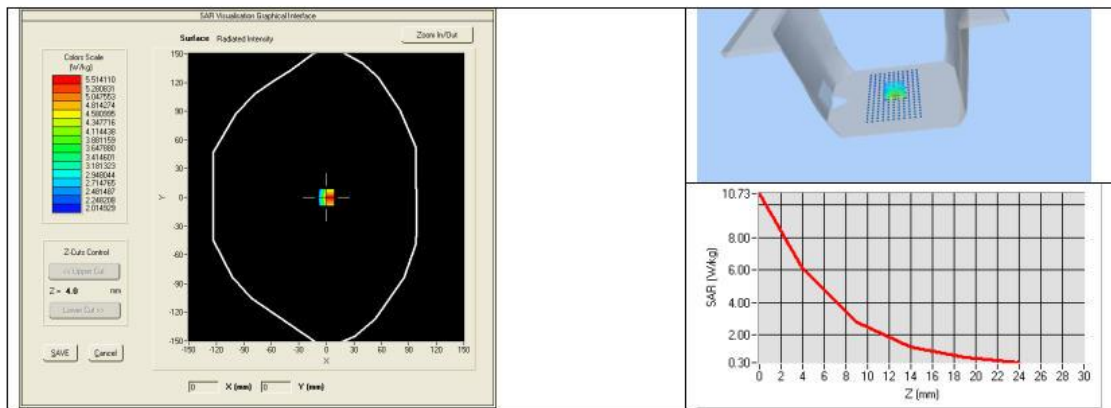 SAR Visualisation Graphical Interface
Surface Radiated Intensity
Zoom In/Out
Colors Scale
(W/kg)
5.514110
5.280831
5.047553
4.814274
4.580995
4.347716
4.114438
3.881159
3.647880
3.414601
3.181323
2.948044
2.714765
2.481487
2.248208
2.014929
Z-Cuts Control
<< Upper Cut
Z = 4.0 mm
Lower Cut >>
SAVE Cancel
150
120
90
60
30
0
-30
-60
-90
-120
-150
Y
-150 -120 -90 -60 -30 0 30 60 90 120 150
X
0 X (mm) 0 Y (mm)
10.73
8.00
6.00
4.00
2.00
0.30
SAR (W/kg)
0 2 4 6 8 10 12 14 16 18 20 22 24 26 28 30
Z (mm)